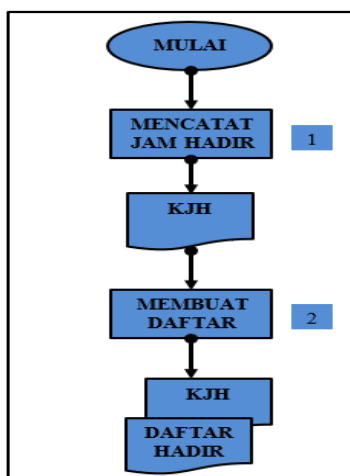 MULAI
MENCATAT
JAM HADIR
1
KJH
MEMBUAT
DAFTAR
2
KJH
DAFTAR
HADIR